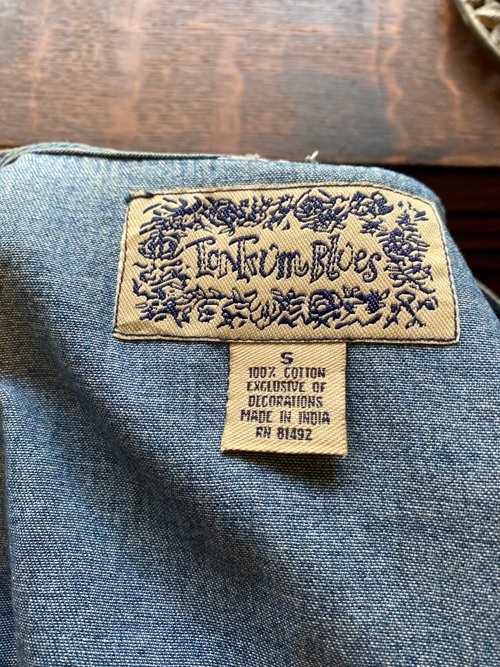 TANTRUM BLUES
S
100% COTTON
EXCLUSIVE OF
DECORATIONS
MADE IN INDIA
RN 81492